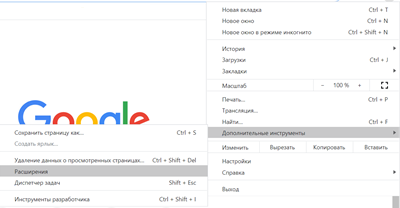 Новая вкладка Ctrl + T
Новое окно Ctrl + N
Новое окно в режиме инкогнито Ctrl + Shift + N
История
Загрузки Ctrl + J
Закладки
Масштаб - 100 % +
Печать... Ctrl + P
Трансляция...
Найти... Ctrl + F
Дополнительные инструменты
Изменить Вырезать Копировать Вставить
Настройки
Справка
Выход
Google
Сохранить страницу как... Ctrl + S
Создать ярлык...
Удаление данных о просмотренных страницах... Ctrl + Shift + Del
Расширения
Диспетчер задач Shift + Esc
Инструменты разработчика Ctrl + Shift + I